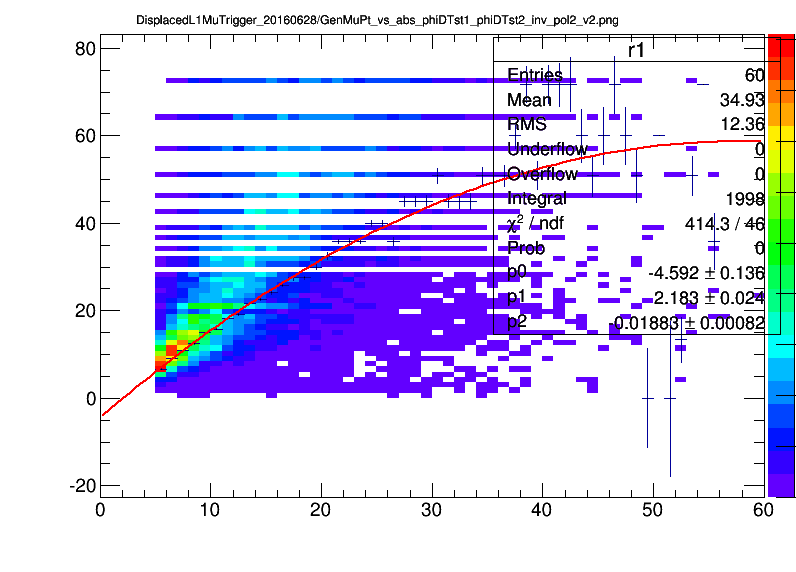 DisplacedL1MuTrigger_20160628/GenMuPt_vs_abs_phiDTst1_phiDTst2_inv_pol2_v2.png
r1
Entries 60
Mean 34.93
RMS 12.36
Underflow 0
Overflow 0
Integral 1998
χ² / ndf 414.3 / 46
Prob 0
p0 -4.592 ± 0.136
p1 2.183 ± 0.024
p2 -0.01883 ± 0.00082
80
60
40
20
0
-20
0 10 20 30 40 50 60